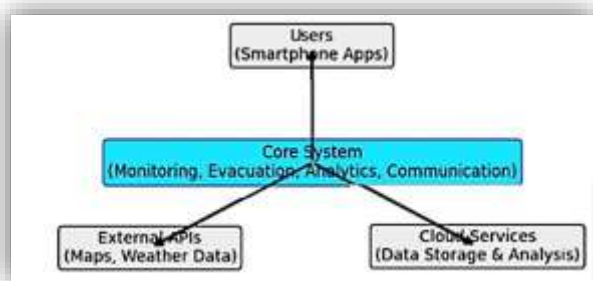 Users
(Smartphone Apps)
Core System
(Monitoring, Evacuation, Analytics, Communication)
External APIs
(Maps, Weather Data)
Cloud Services
(Data Storage & Analysis)